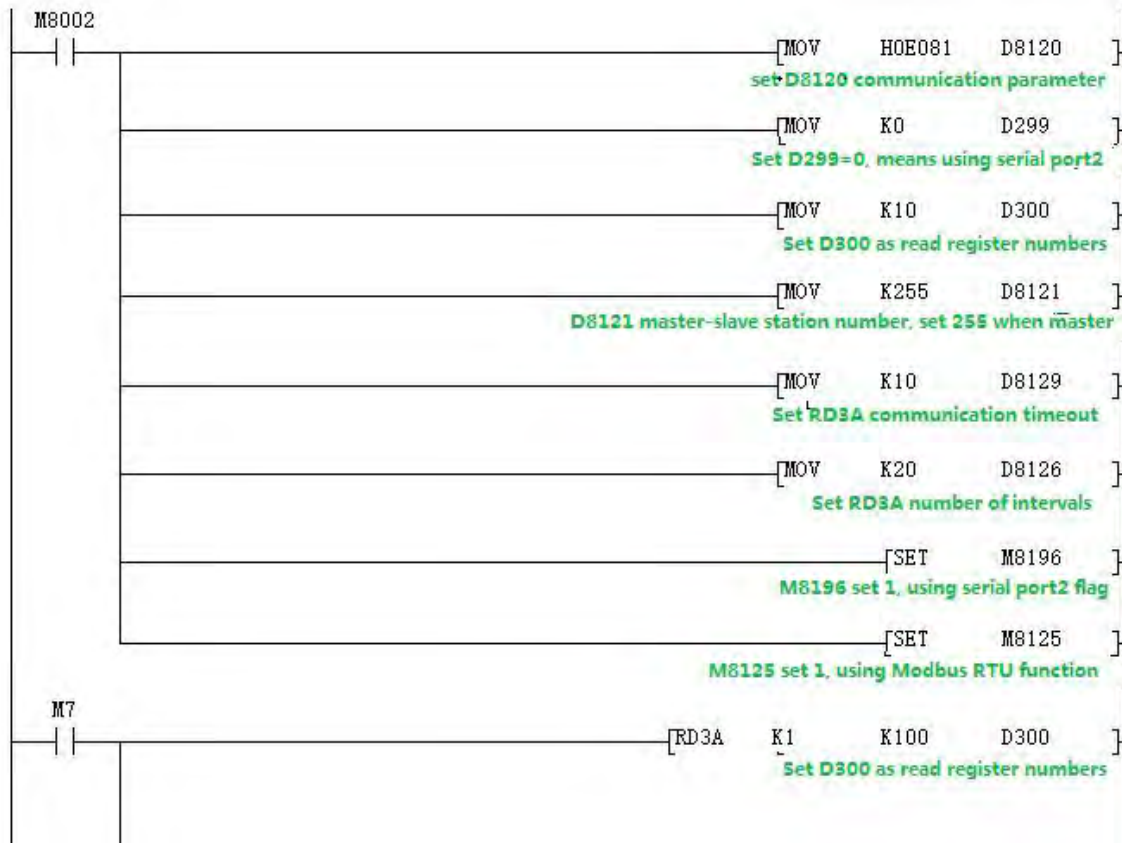 M8002
[MOV H0E081 D8120 ]
set D8120 communication parameter
[MOV K0 D299 ]
Set D299=0, means using serial port2
[MOV K10 D300 ]
Set D300 as read register numbers
[MOV K255 D8121 ]
D8121 master-slave station number, set 255 when master
[MOV K10 D8129 ]
Set RD3A communication timeout
[MOV K20 D8126 ]
Set RD3A number of intervals
[SET M8196 ]
M8196 set 1, using serial port2 flag
[SET M8125 ]
M8125 set 1, using Modbus RTU function
M7
[RD3A K1 K100 D300 ]
Set D300 as read register numbers